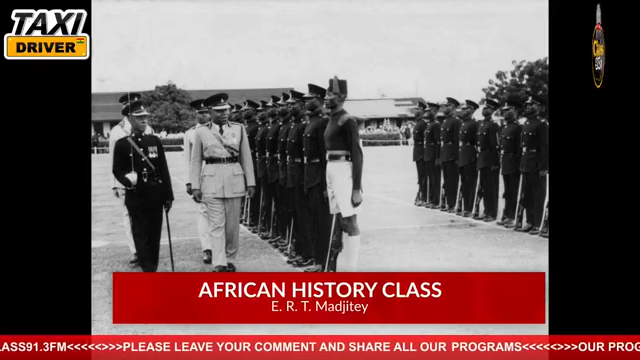 TAXI
DRIVER
Class
AFRICAN HISTORY CLASS
E. R. T. Madjitey
LASS91.3FM<<<<<>>>PLEASE LEAVE YOUR COMMENT AND SHARE ALL OUR PROGRAMS<<<<<>>>OUR PROG